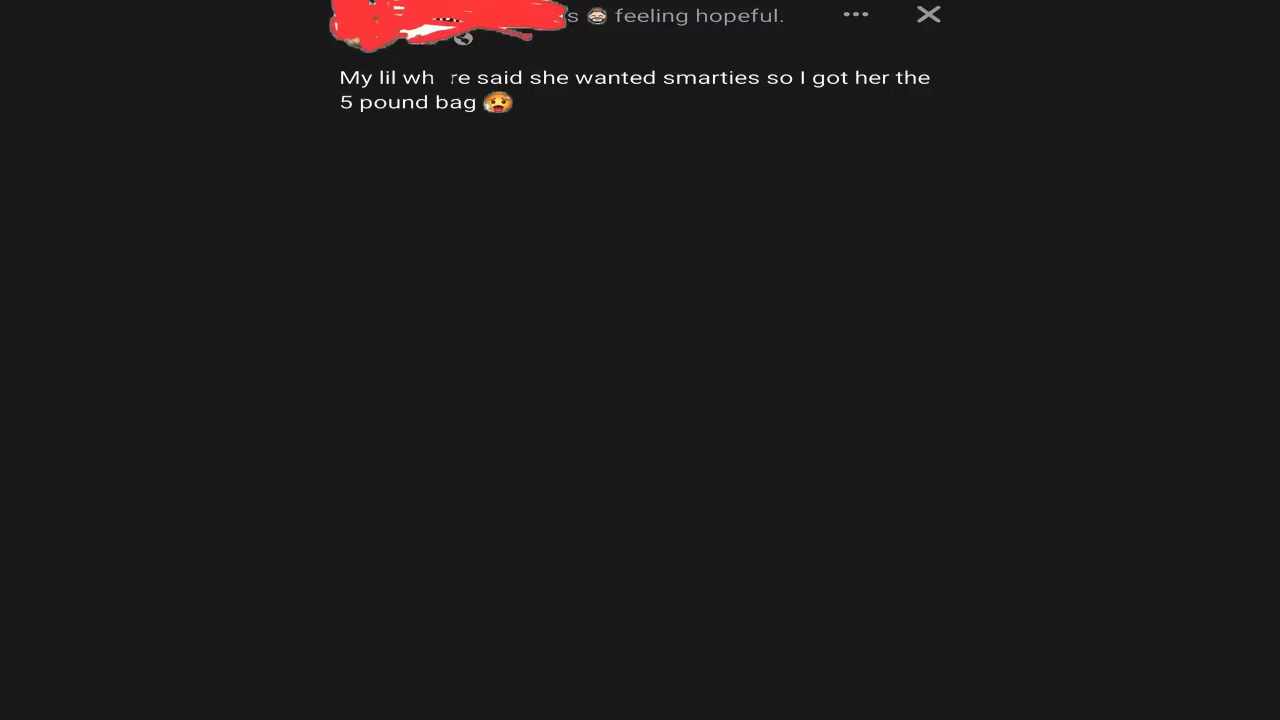 s 😊 feeling hopeful.
My lil wh re said she wanted smarties so I got her the
5 pound bag 🥵